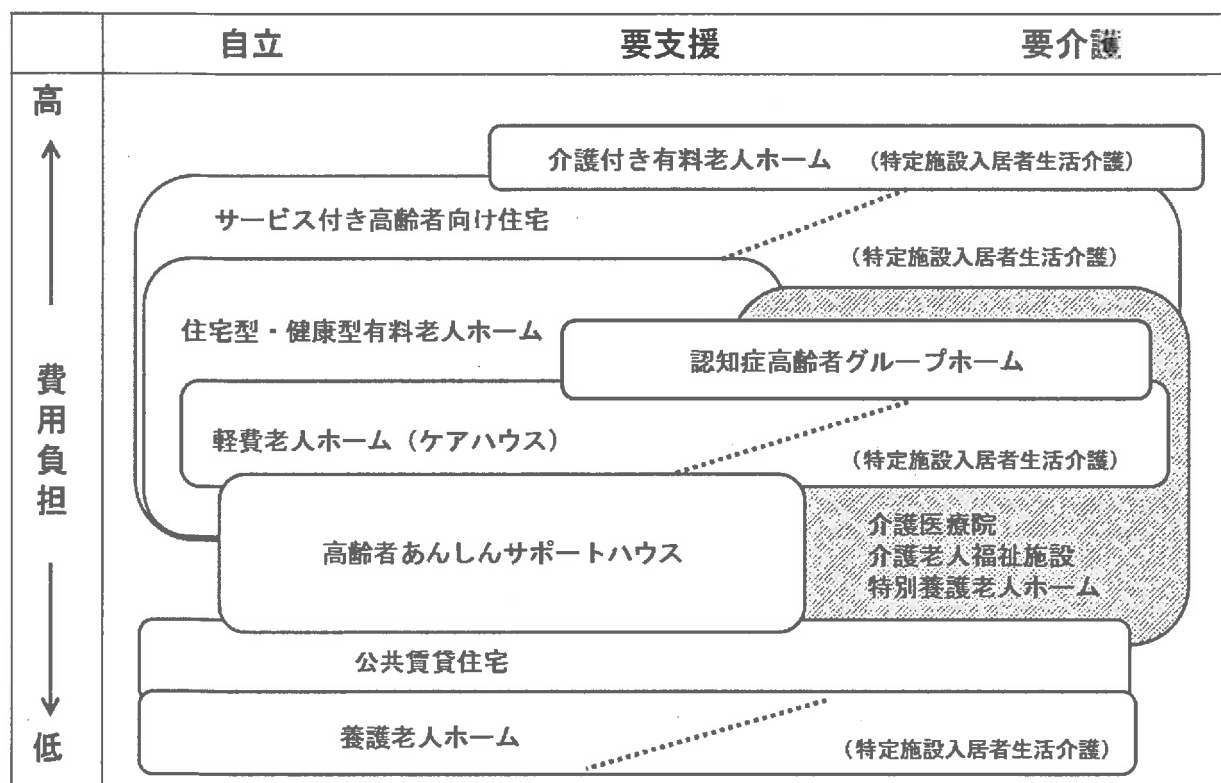 自立 要支援 要介護
高
介護付き有料老人ホーム (特定施設入居者生活介護)
サービス付き高齢者向け住宅
(特定施設入居者生活介護)
住宅型・健康型有料老人ホーム
認知症高齢者グループホーム
費用負担
軽費老人ホーム(ケアハウス)
(特定施設入居者生活介護)
介護医療院
高齢者あんしんサポートハウス
介護老人福祉施設
特別養護老人ホーム
公共賃貸住宅
養護老人ホーム
(特定施設入居者生活介護)
低